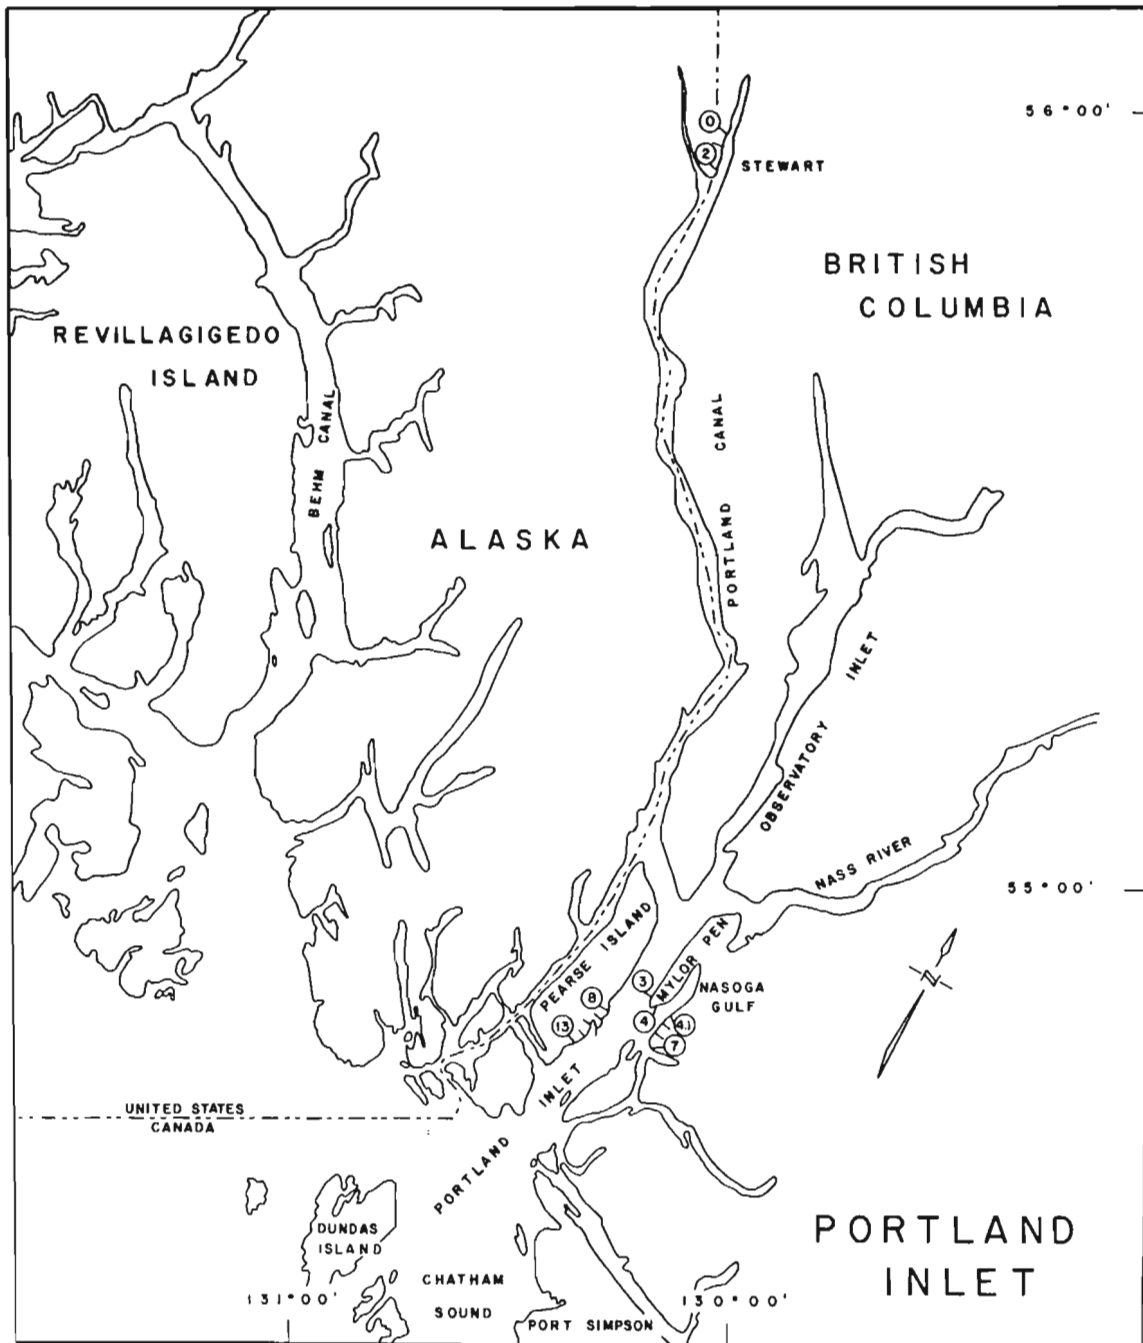 56°00'
0
2
STEWART
BRITISH
COLUMBIA
REVILLAGIGEDO
ISLAND
BEHM CANAL
PORTLAND CANAL
ALASKA
OBSERVATORY INLET
NASS RIVER
55°00'
PEARSE ISLAND
MYLOR PEN
NASOGA
GULF
N
3
8
13
4
4.1
7
UNITED STATES
CANADA
PORTLAND INLET
DUNDAS
ISLAND
CHATHAM
SOUND
PORT SIMPSON
131°00'
130°00'
PORTLAND
INLET